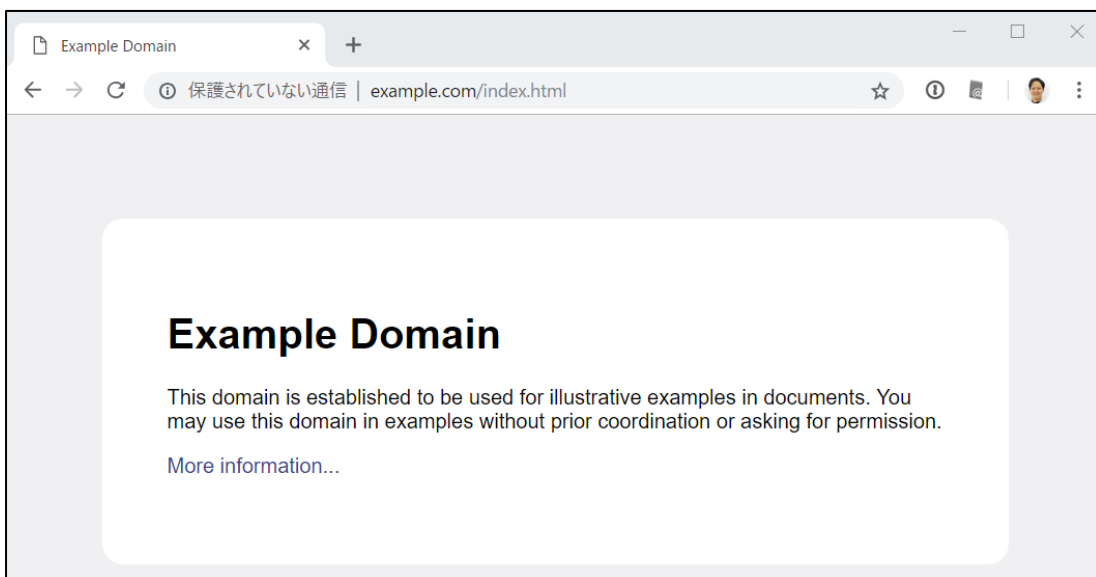 Example Domain
保護されていない通信 | example.com/index.html
Example Domain
This domain is established to be used for illustrative examples in documents. You
may use this domain in examples without prior coordination or asking for permission.
More information...